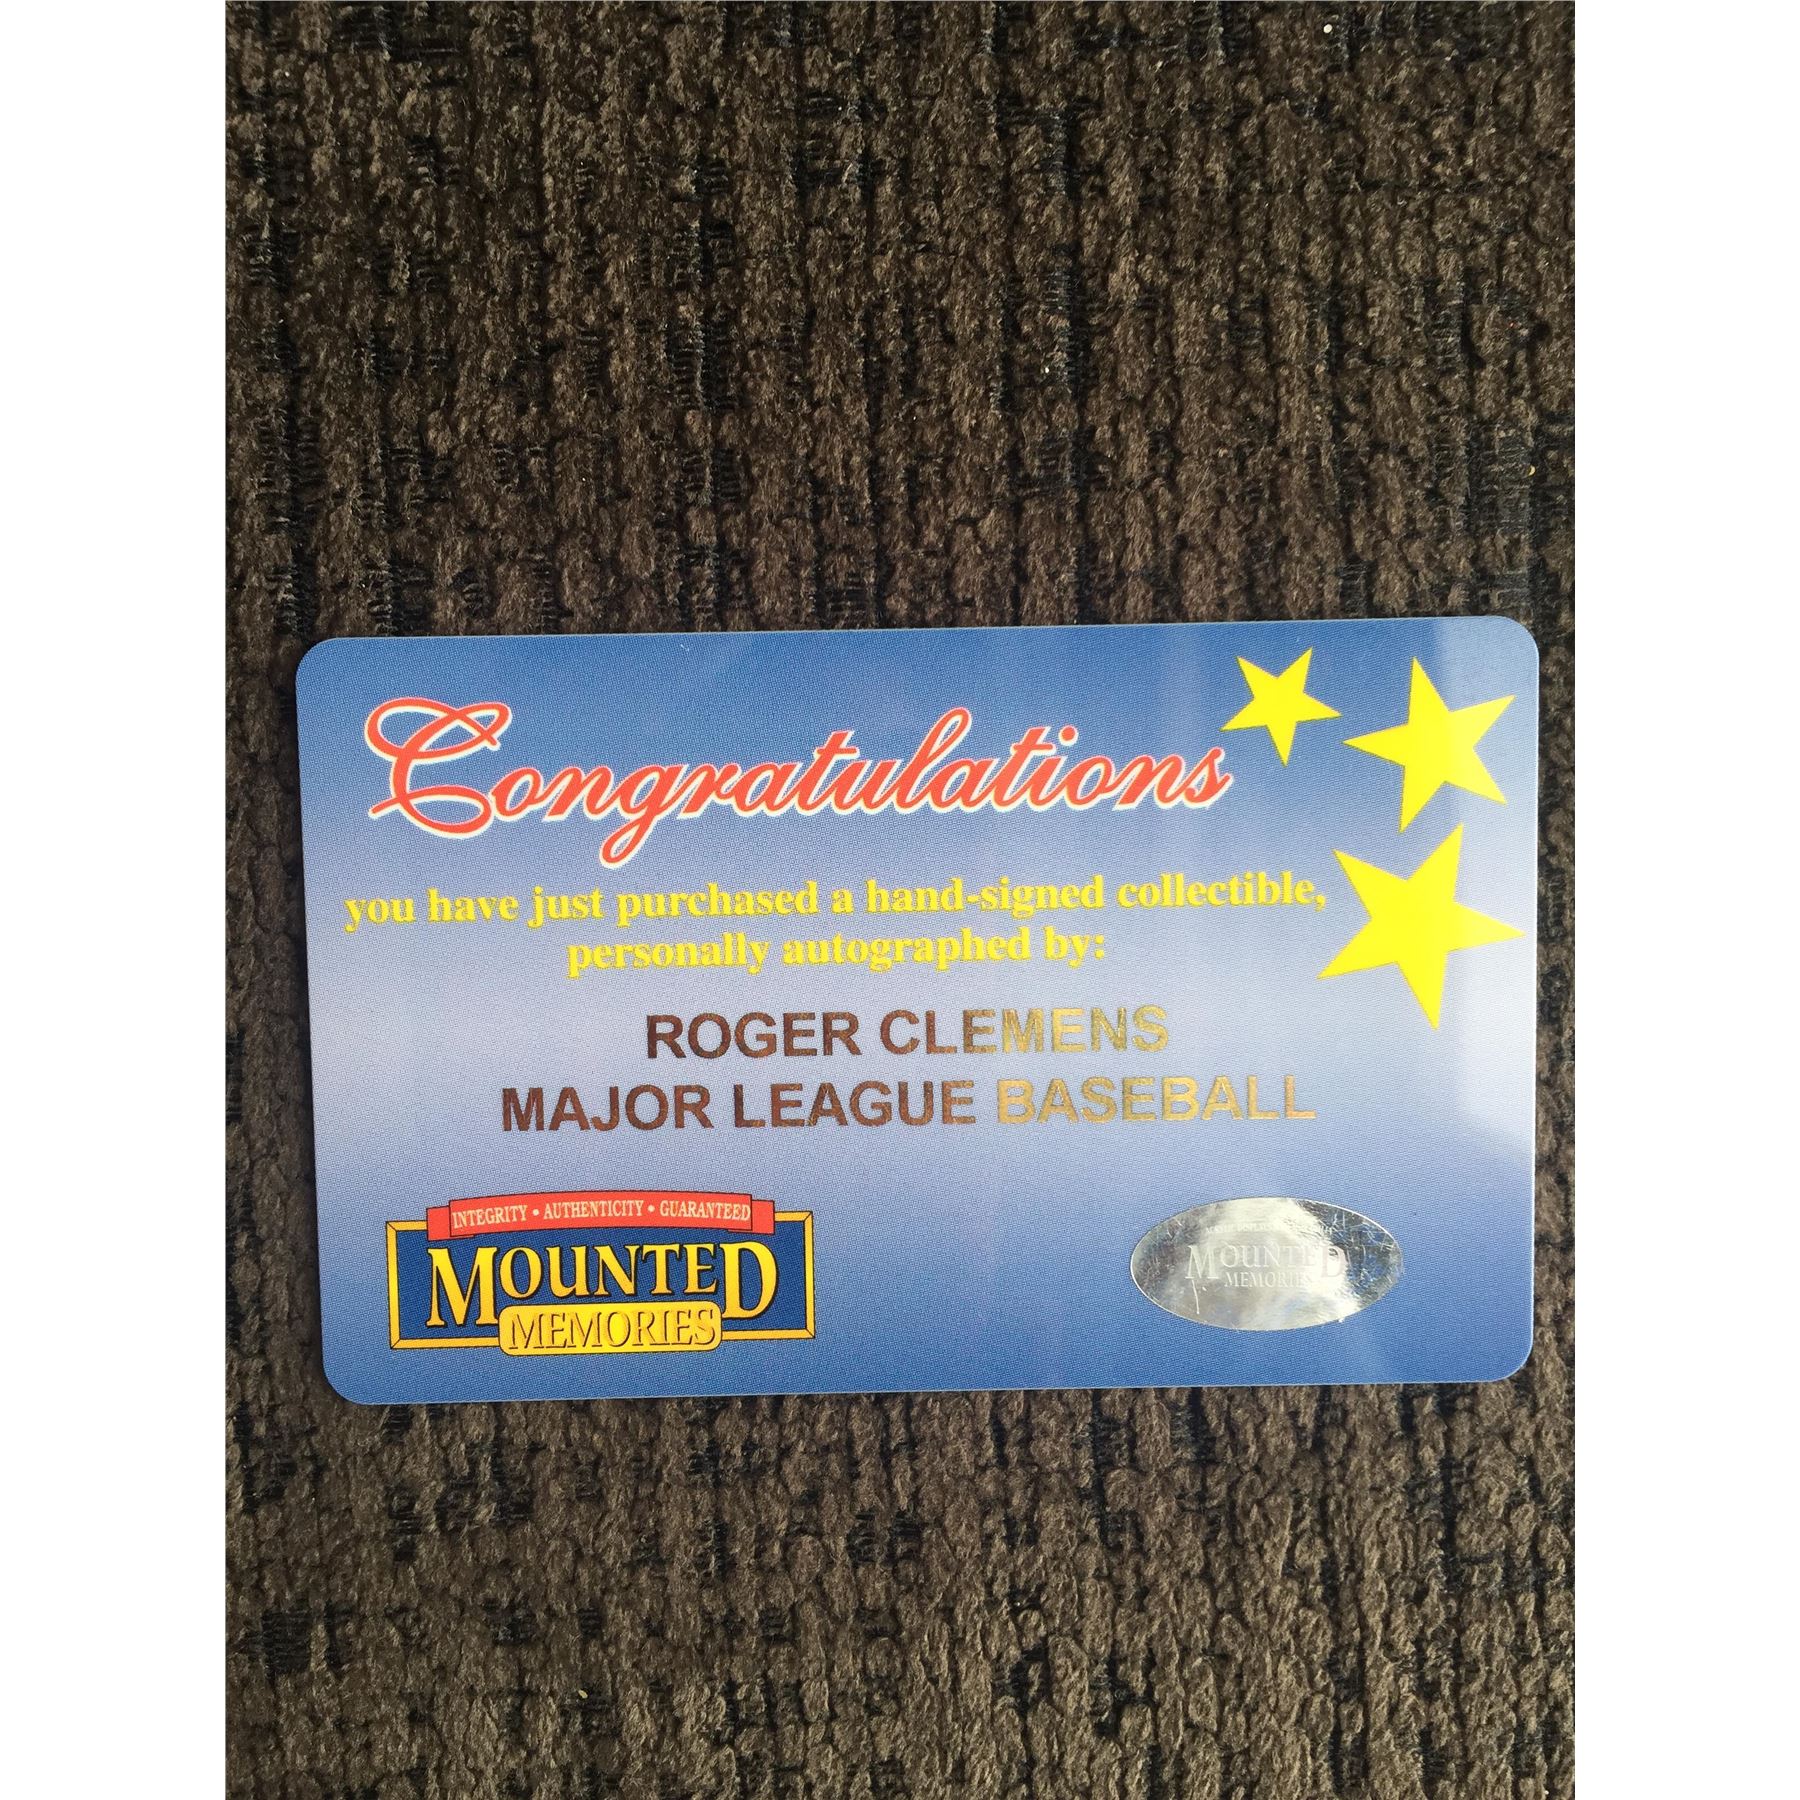 Congratulations
you have just purchased a hand-signed collectible,
personally autographed by:
ROGER CLEMENS
MAJOR LEAGUE BASEBALL
INTEGRITY • AUTHENTICITY • GUARANTEED
MOUNTED
MEMORIES
MOUNTED
MEMORIES